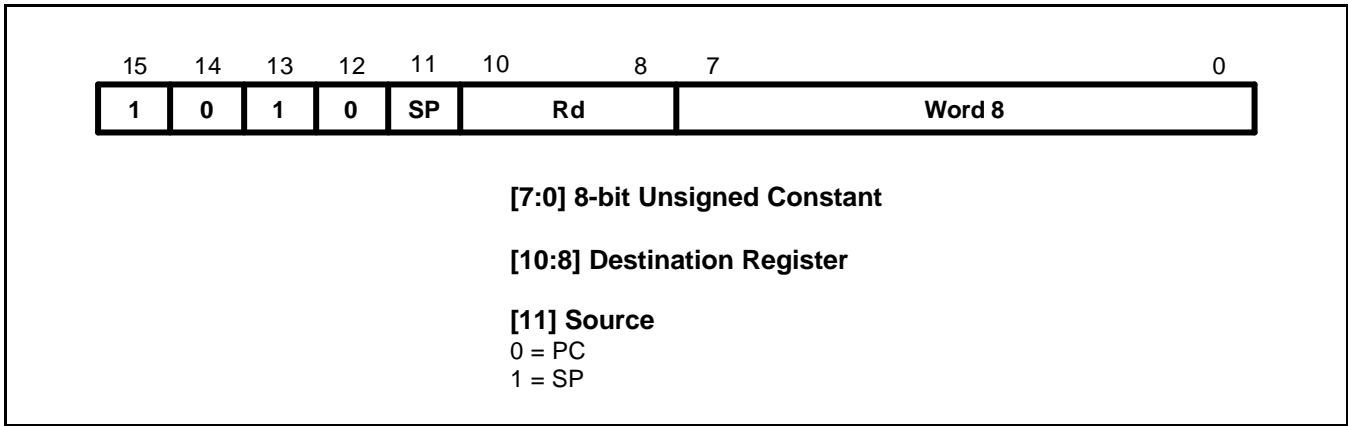 15 14 13 12 11 10 8 7 0
1 0 1 0 SP Rd Word 8
[7:0] 8-bit Unsigned Constant
[10:8] Destination Register
[11] Source
0 = PC
1 = SP